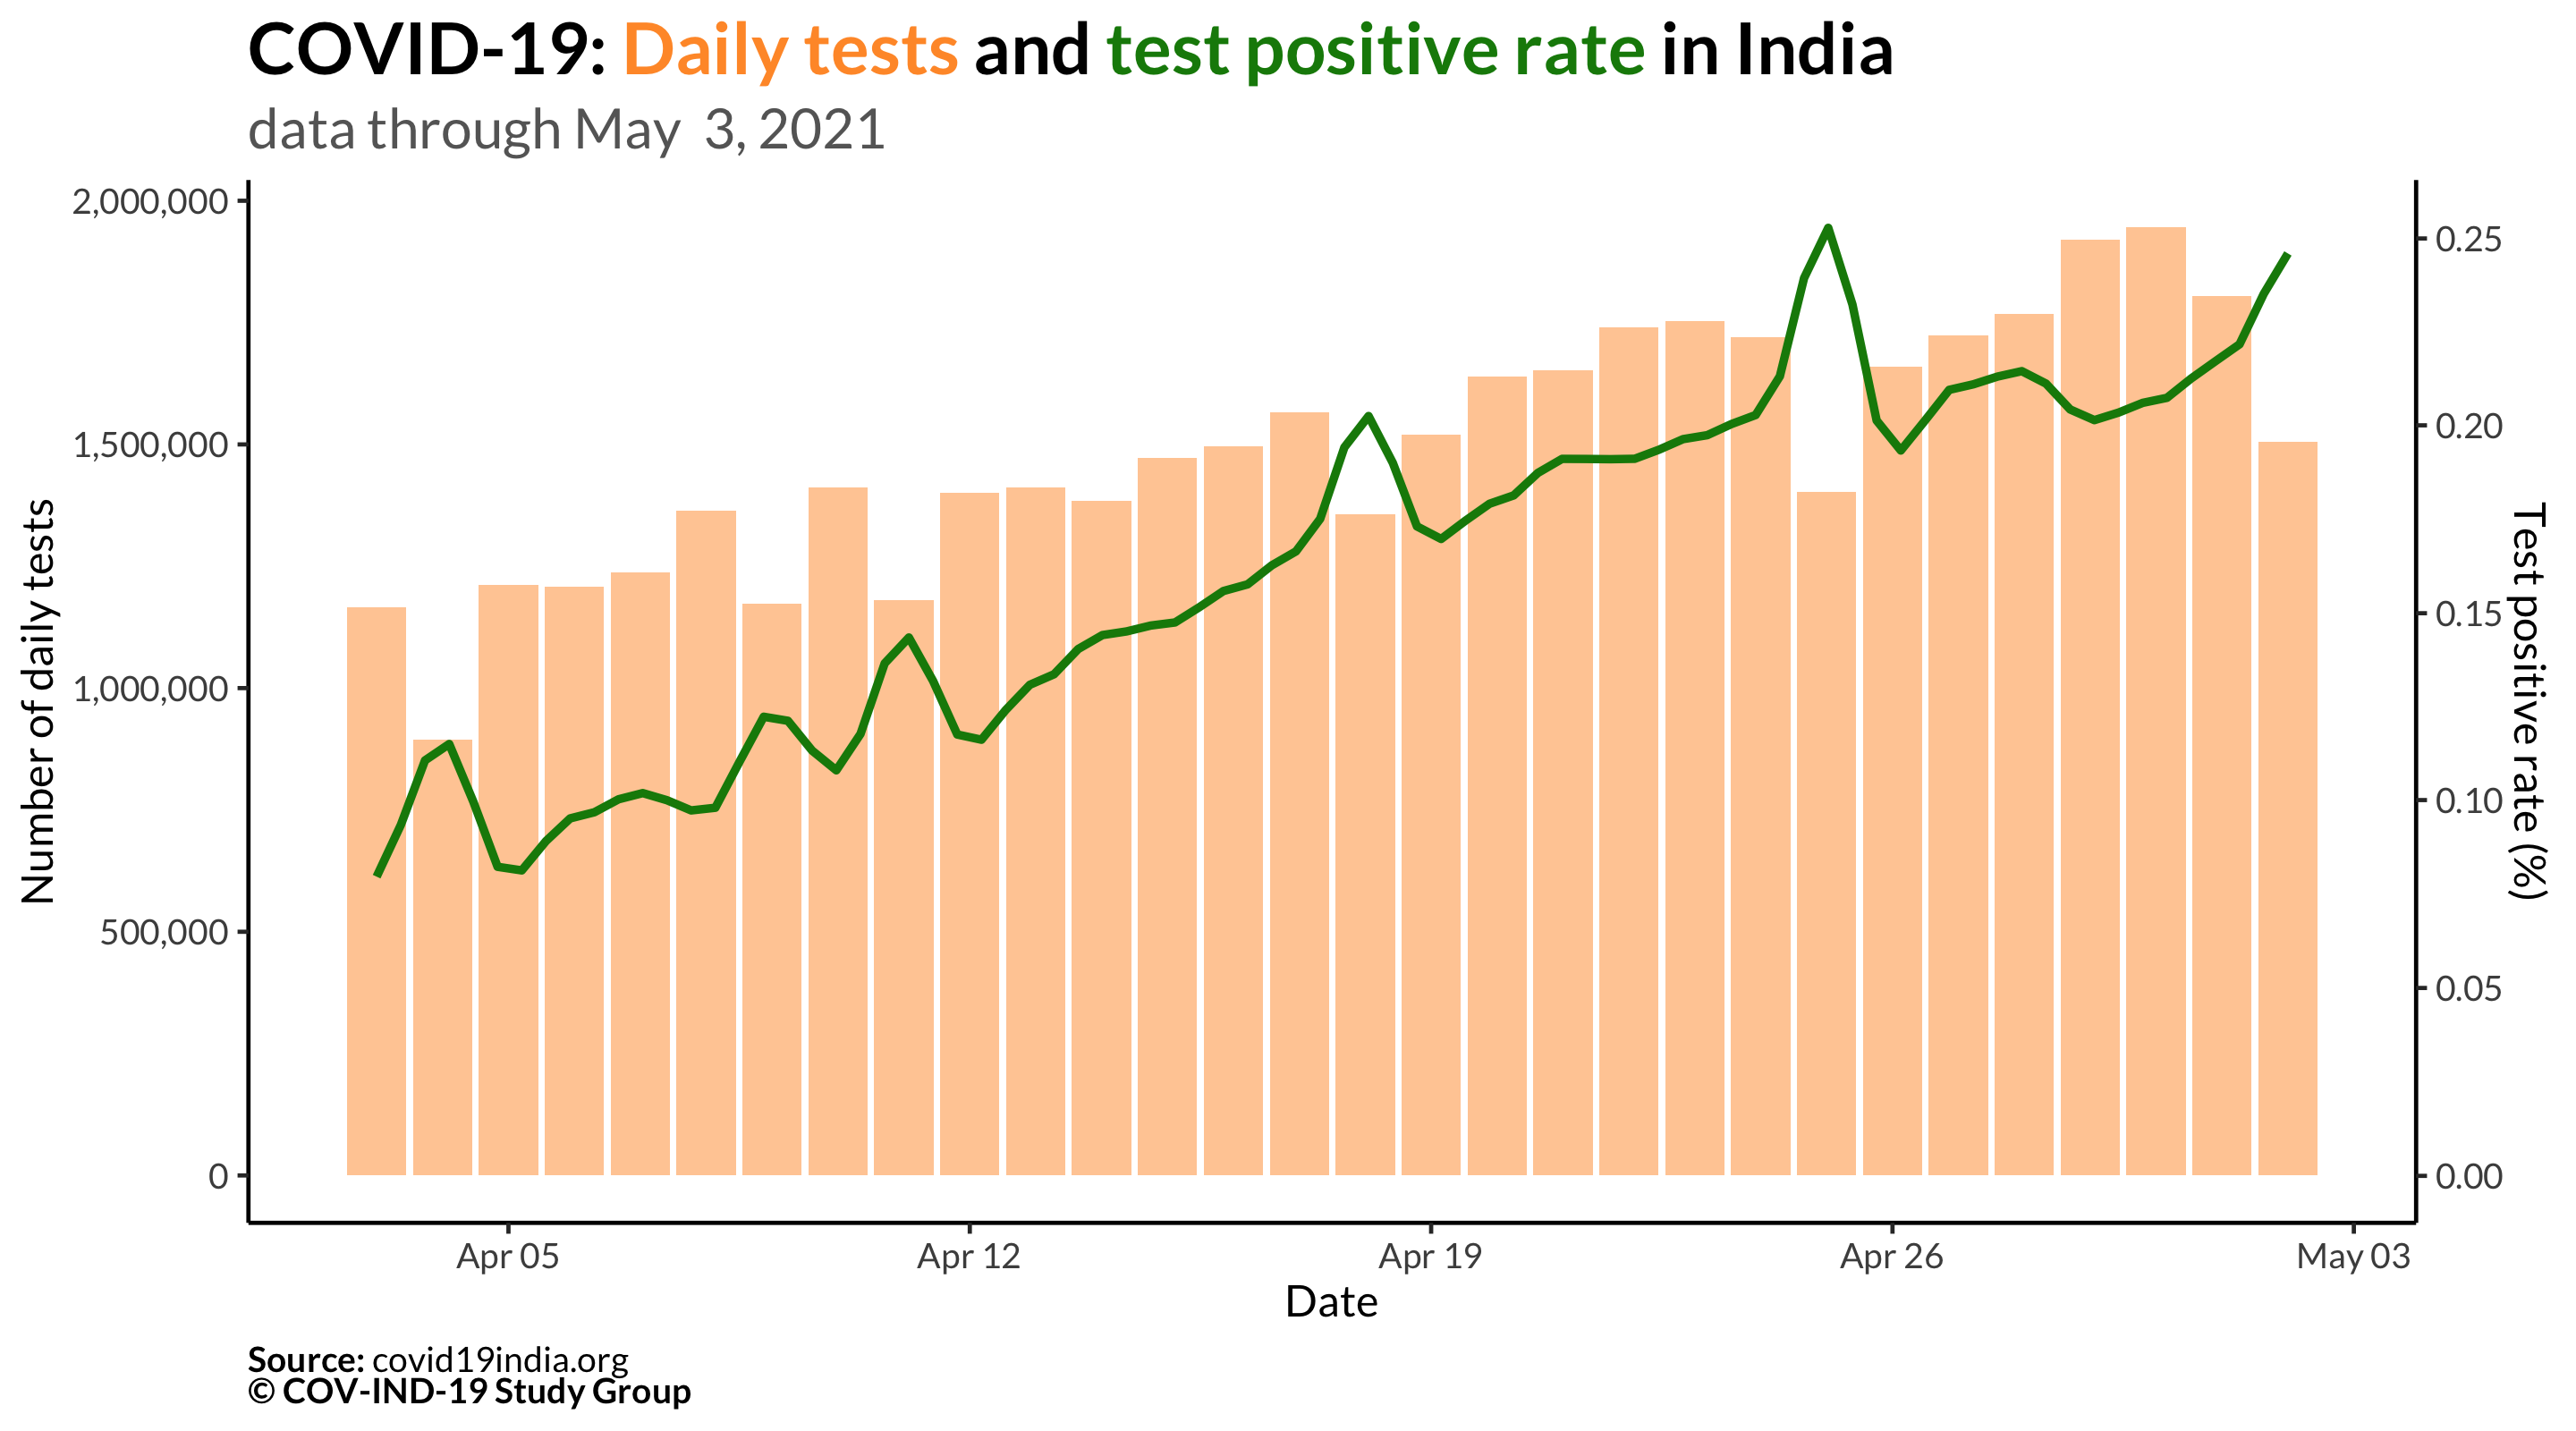 COVID-19: Daily tests and test positive rate in India
data through May  3, 2021
Number of daily tests
2,000,000
1,500,000
1,000,000
500,000
0
0.25
0.20
0.15
0.10
0.05
0.00
Test positive rate (%)
Apr 05
Apr 12
Apr 19
Apr 26
May 03
Date
Source: covid19india.org
© COV-IND-19 Study Group